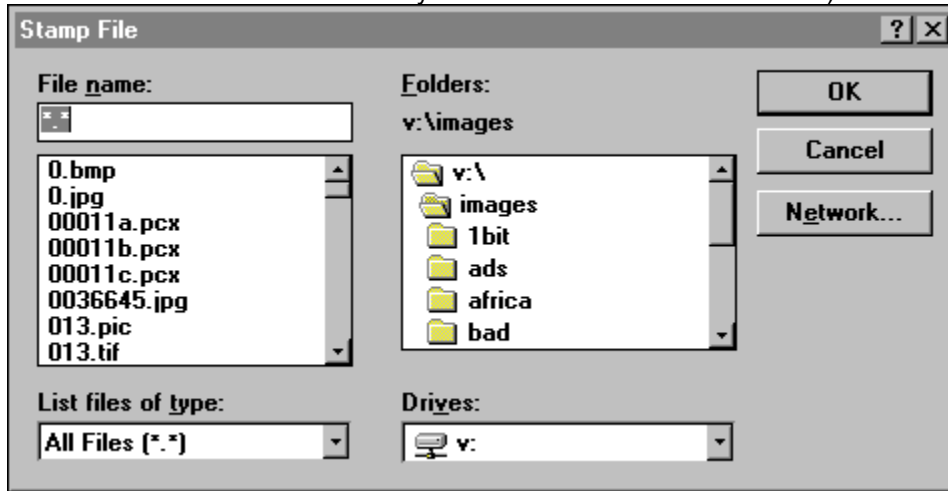 Stamp File
File name:
*.*
0.bmp
0.jpg
00011a.pcx
00011b.pcx
00011c.pcx
0036645.jpg
013.pic
013.tif
List files of type:
All Files (*.*)
Folders:
v:\images
v:\
images
1bit
ads
africa
bad
Drives:
v:
OK
Cancel
Network...